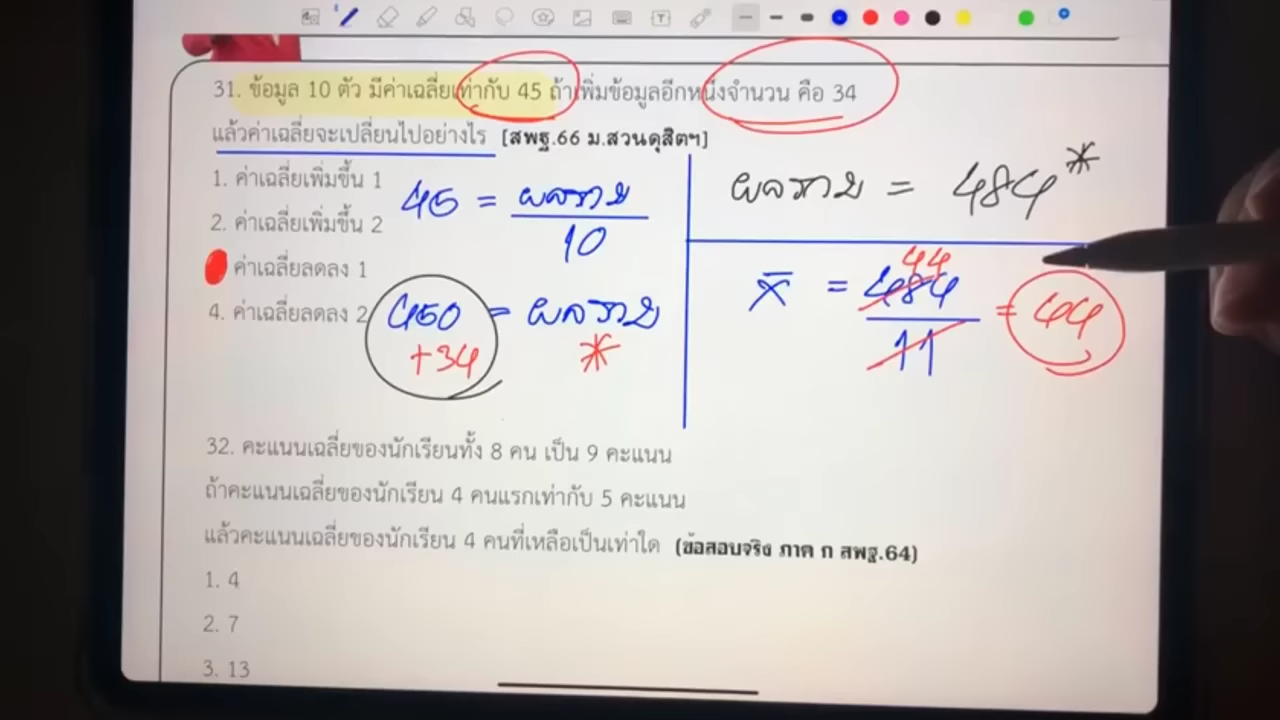 31. ข้อมูล 10 ตัว มีค่าเฉลี่ยเท่ากับ 45 ถ้าเพิ่มข้อมูลอีกหนึ่งจำนวน คือ 34
แล้วค่าเฉลี่ยจะเปลี่ยนไปอย่างไร [สพฐ.66 ม.สวนดุสิตฯ]
1. ค่าเฉลี่ยเพิ่มขึ้น 1
2. ค่าเฉลี่ยเพิ่มขึ้น 2
ค่าเฉลี่ยลดลง 1
4. ค่าเฉลี่ยลดลง 2
45 = ผลรวม
10
450 = ผลรวม
+34 *
ผลรวม = 484*
44
x̄ = 484 = 44
11
32. คะแนนเฉลี่ยของนักเรียนทั้ง 8 คน เป็น 9 คะแนน
ถ้าคะแนนเฉลี่ยของนักเรียน 4 คนแรกเท่ากับ 5 คะแนน
แล้วคะแนนเฉลี่ยของนักเรียน 4 คนที่เหลือเป็นเท่าใด (ข้อสอบจริง ภาค ก สพฐ.64)
1. 4
2. 7
3. 13